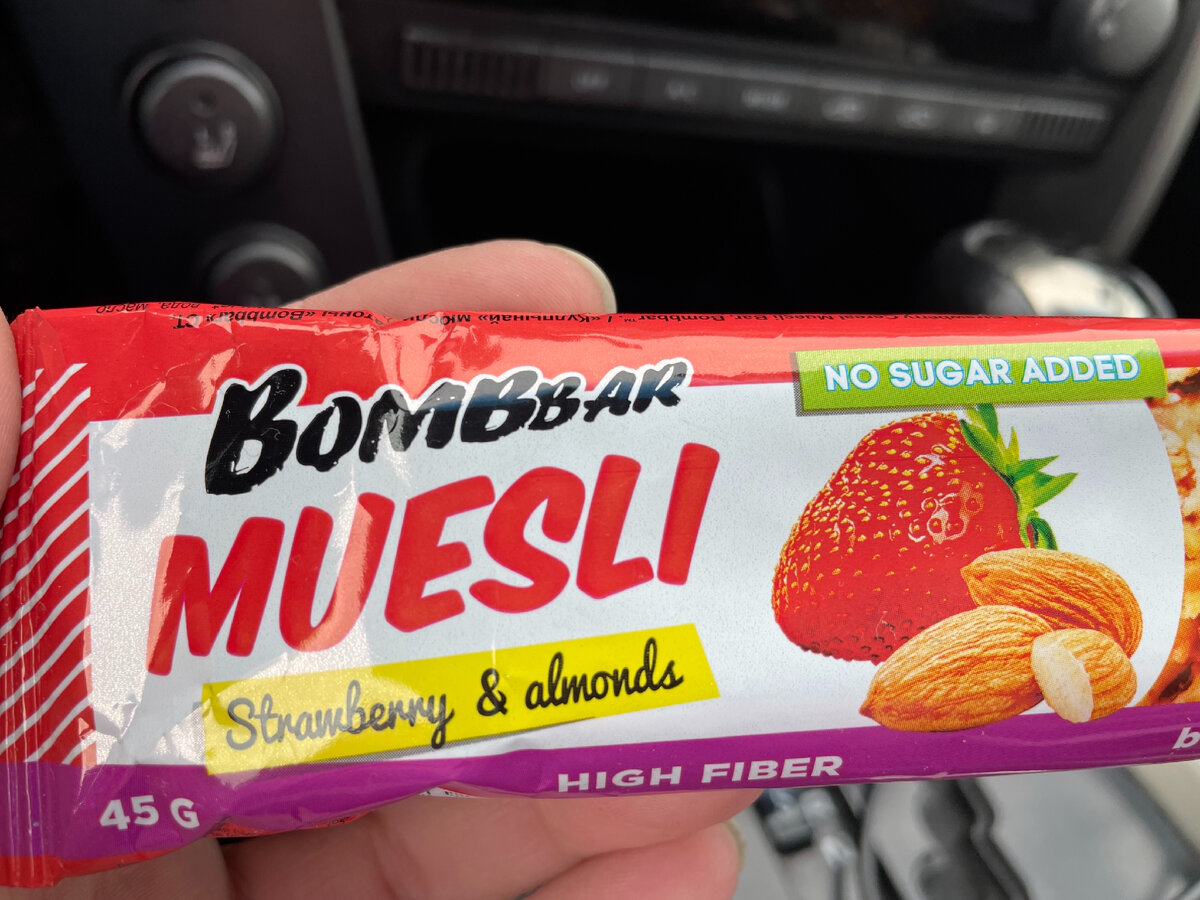 NO SUGAR ADDED
BOMBBAR
MUESLI
Strawberry & almonds
HIGH FIBER
45 G